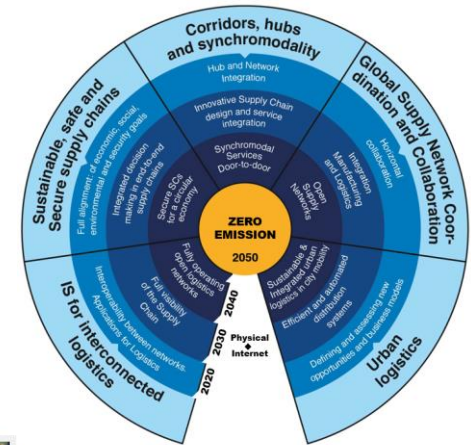 Corridors, hubs
and synchromodality
Hub and Network
Integration
Innovative Supply Chain
design and service
integration
Synchromodal
Services
Door-to-door
Global Supply Network Coor-
dination and Collaboration
Horizontal
collaboration
Integration
Manufacturing
and Logistics
Open
Supply
Networks
Urban
logistics
Defining and assessing new
opportunities and business models
Efficient and automated
distribution
systems
Sustainable &
Integrated urban
logistics in city mobility
Sustainable, safe and
Secure supply chains
Full alignment: of economic, social,
environmental and security goals
Integrated decision
making in end-to-end
supply chains
Secure SCs
for a circular
economy
IS for interconnected
logistics
Interoperability between networks.
Applications for Logistics
Full visibility
of the Supply
Chain
Fully operating
open logistics
networks
ZERO
EMISSION
2050
2040
2030
2020
Physical
Internet